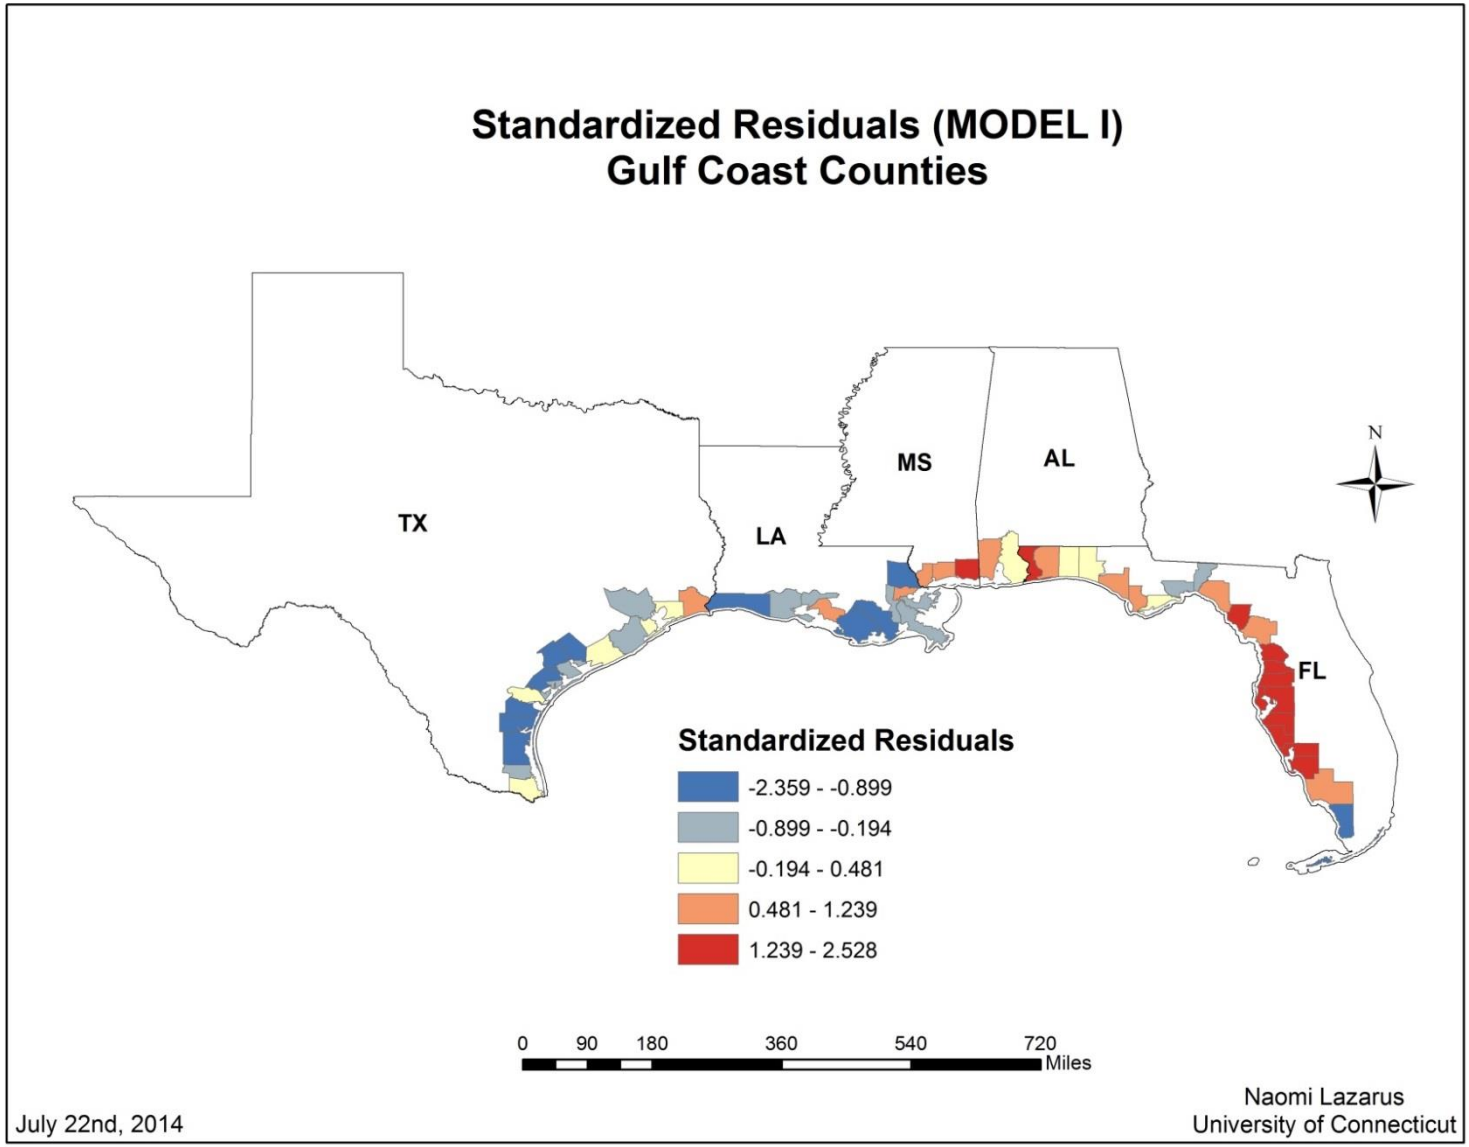 Standardized Residuals (MODEL I)
Gulf Coast Counties
N
MS
AL
TX
LA
FL
Standardized Residuals
-2.359 - -0.899
-0.899 - -0.194
-0.194 - 0.481
0.481 - 1.239
1.239 - 2.528
0 90 180 360 540 720
Miles
July 22nd, 2014
Naomi Lazarus
University of Connecticut